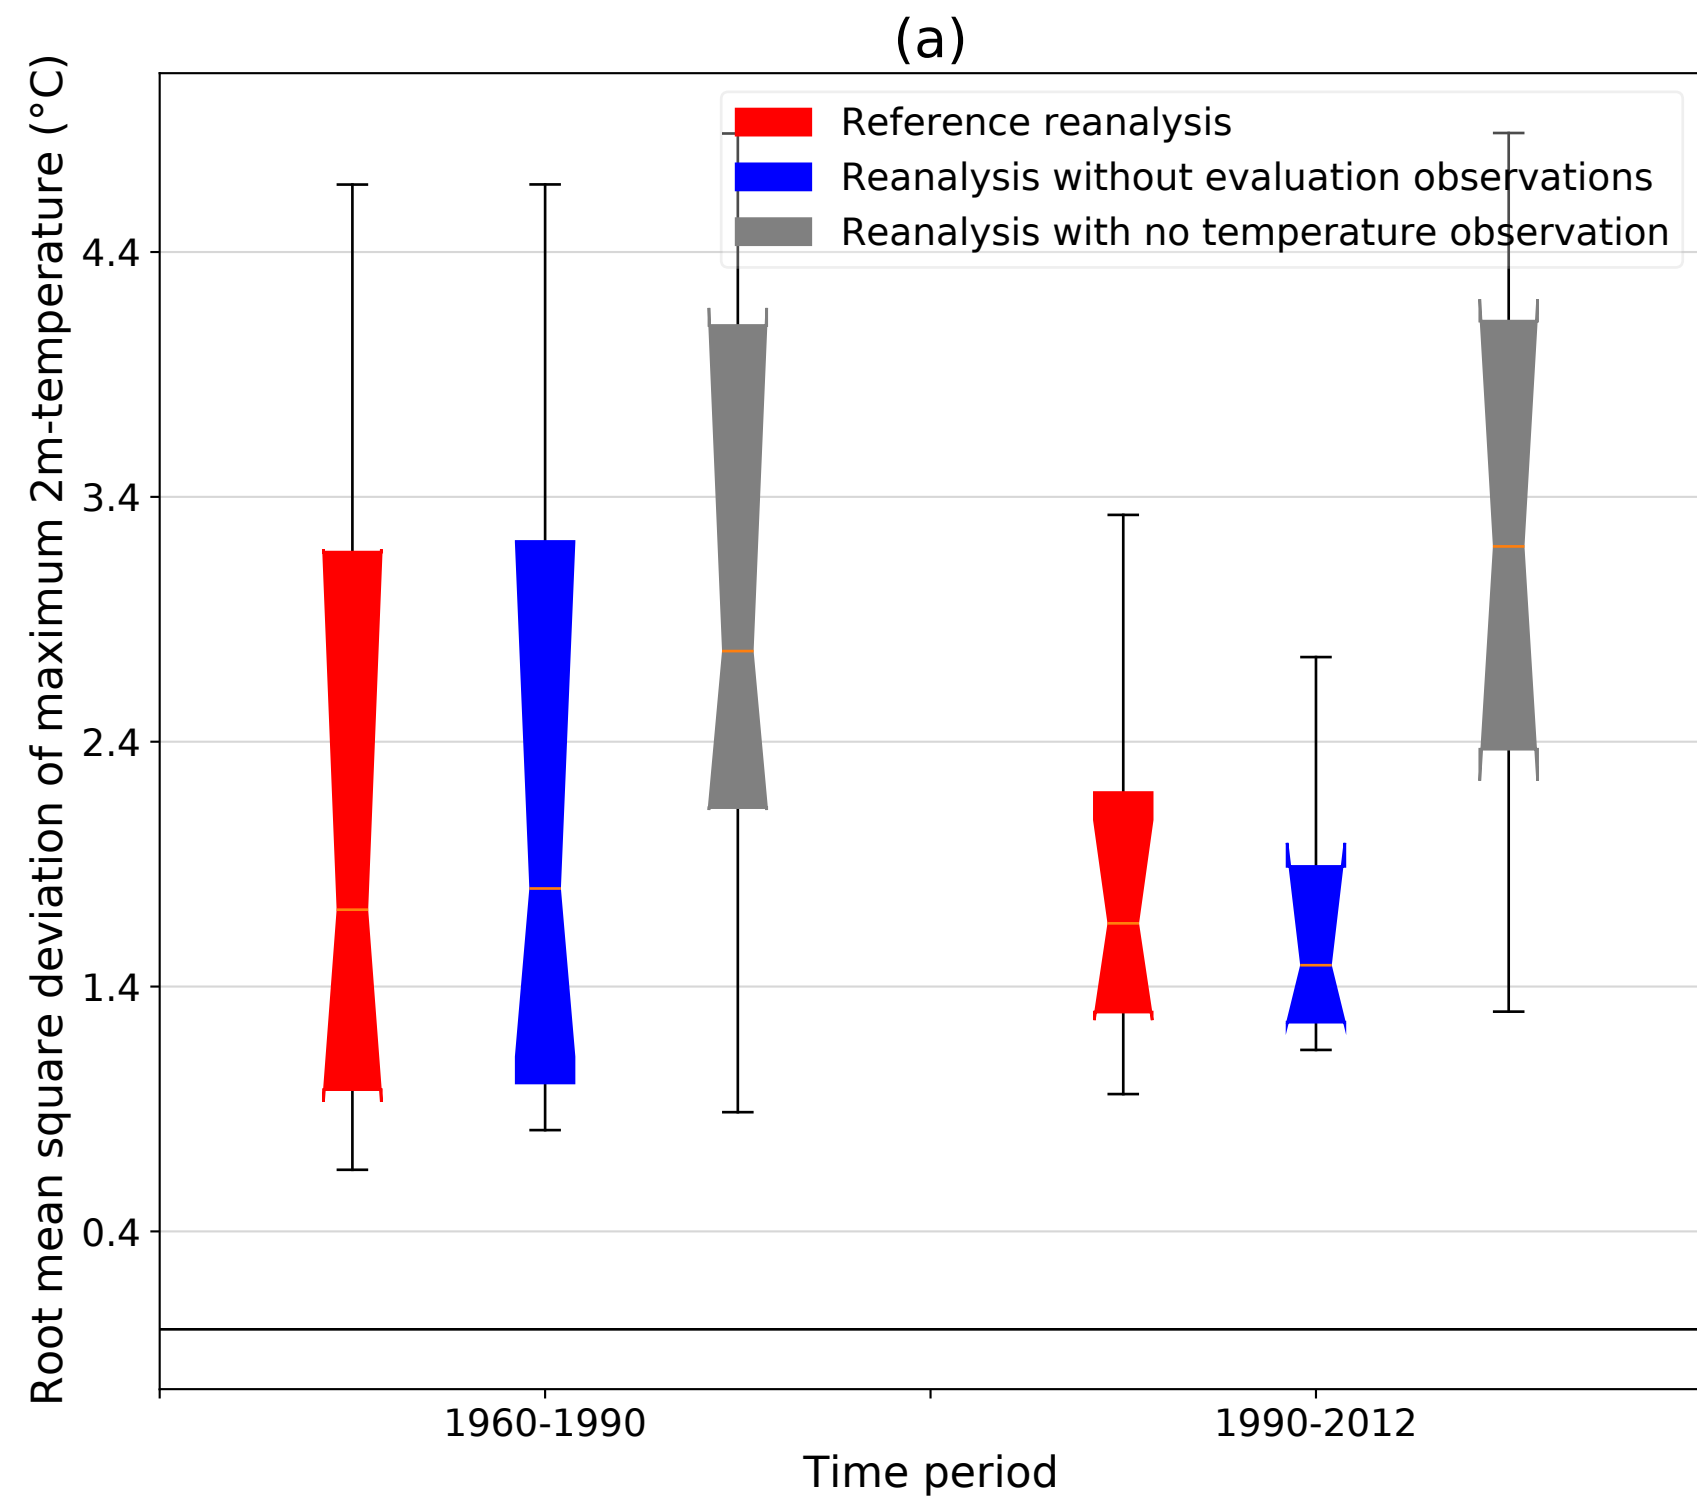 (a)
Root mean square deviation of maximum 2m-temperature (°C)
Reference reanalysis
Reanalysis without evaluation observations
Reanalysis with no temperature observation
4.4
3.4
2.4
1.4
0.4
1960-1990
1990-2012
Time period